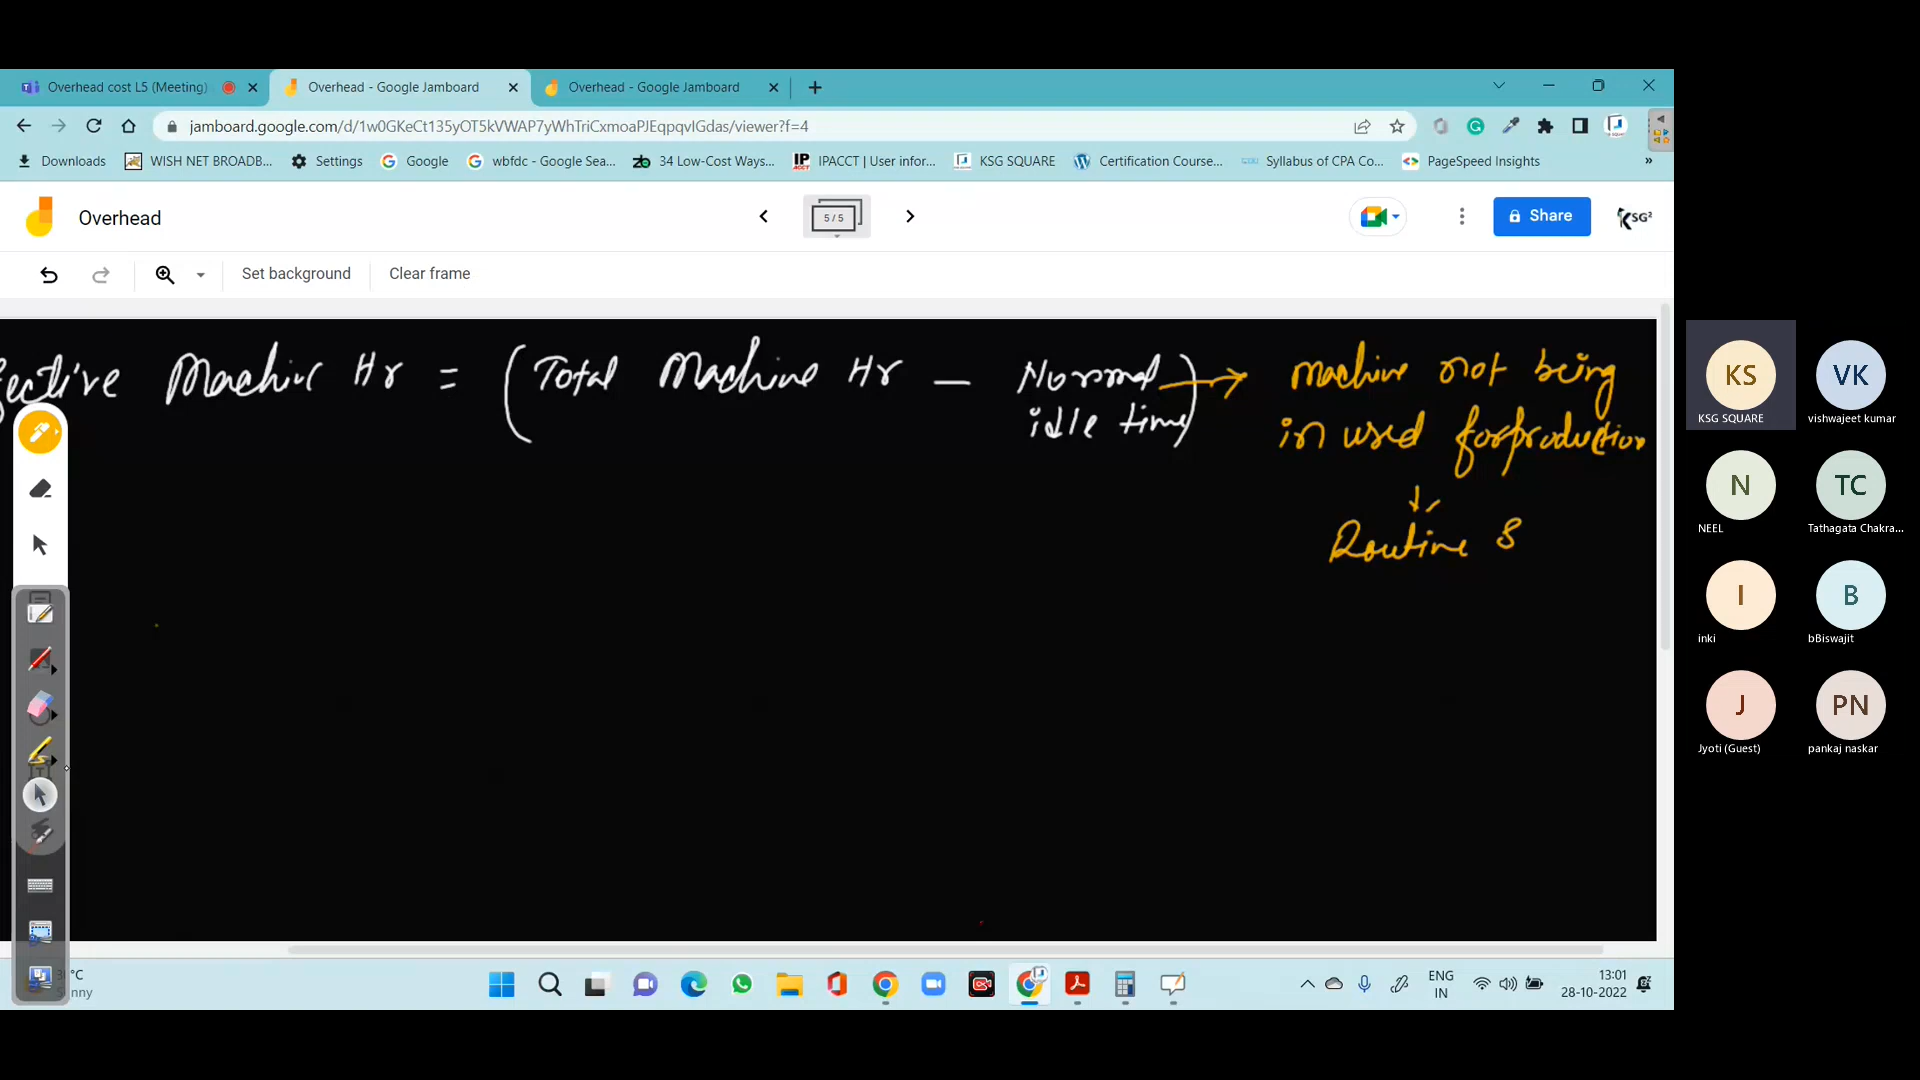 Overhead cost L5 (Meeting)
Overhead - Google Jamboard
Overhead - Google Jamboard
jamboard.google.com/d/1w0GKeCt135yOT5kVWAP7yWhTriCxmoaPJEqpqvIGdas/viewer?f=4
Downloads
WISH NET BROADB...
Settings
Google
wbfdc - Google Sea...
34 Low-Cost Ways...
IPACCT | User infor...
KSG SQUARE
Certification Course...
Syllabus of CPA Co...
PageSpeed Insights
»
Overhead
5 / 5
Share
KSG²
Set background
Clear frame
fective Machine Hr = (Total Machine Hr — Normal idle time) → machine not being
in used for production
Routine S
KS
KSG SQUARE
VK
vishwajeet kumar
N
NEEL
TC
Tathagata Chakra...
I
inki
B
bBiswajit
J
Jyoti (Guest)
PN
pankaj naskar
ENG
IN
13:01
28-10-2022